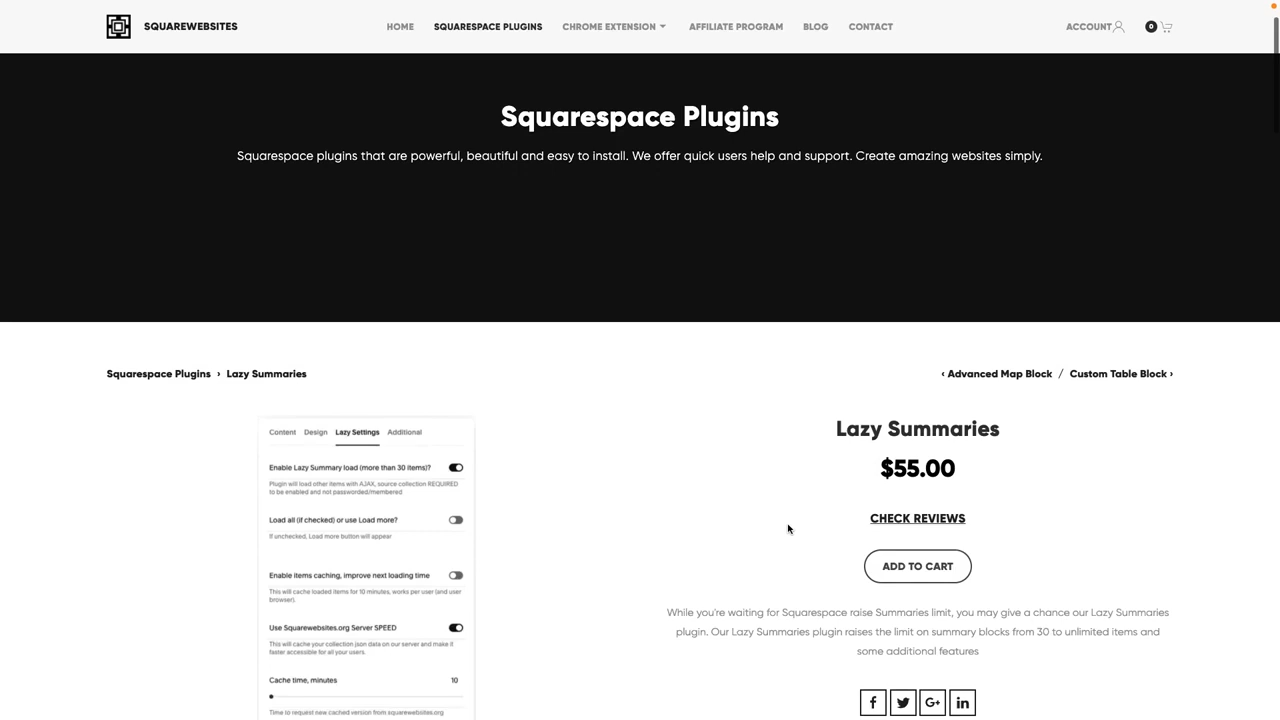 SQUAREWEBSITES
HOME
SQUARESPACE PLUGINS
CHROME EXTENSION
AFFILIATE PROGRAM
BLOG
CONTACT
ACCOUNT
0
Squarespace Plugins
Squarespace plugins that are powerful, beautiful and easy to install. We offer quick users help and support. Create amazing websites simply.
Squarespace Plugins › Lazy Summaries
‹ Advanced Map Block / Custom Table Block ›
Content Design Lazy Settings Additional
Enable Lazy Summary load (more than 30 items)?
Plugin will load other items with AJAX, source collection REQUIRED
to be enabled and not passworded/membered
Load all (if checked) or use Load more?
If unchecked, Load more button will appear
Enable items caching, improve next loading time
This will cache loaded items for 10 minutes, works per user (and user
browser).
Use Squarewebsites.org Server SPEED
This will cache your collection json data on our server and make it
faster accessible for all your users.
Cache time, minutes 10
Time to request new cached version from squarewebsites.org
Lazy Summaries
$55.00
CHECK REVIEWS
ADD TO CART
While you're waiting for Squarespace raise Summaries limit, you may give a chance our Lazy Summaries
plugin. Our Lazy Summaries plugin raises the limit on summary blocks from 30 to unlimited items and
some additional features